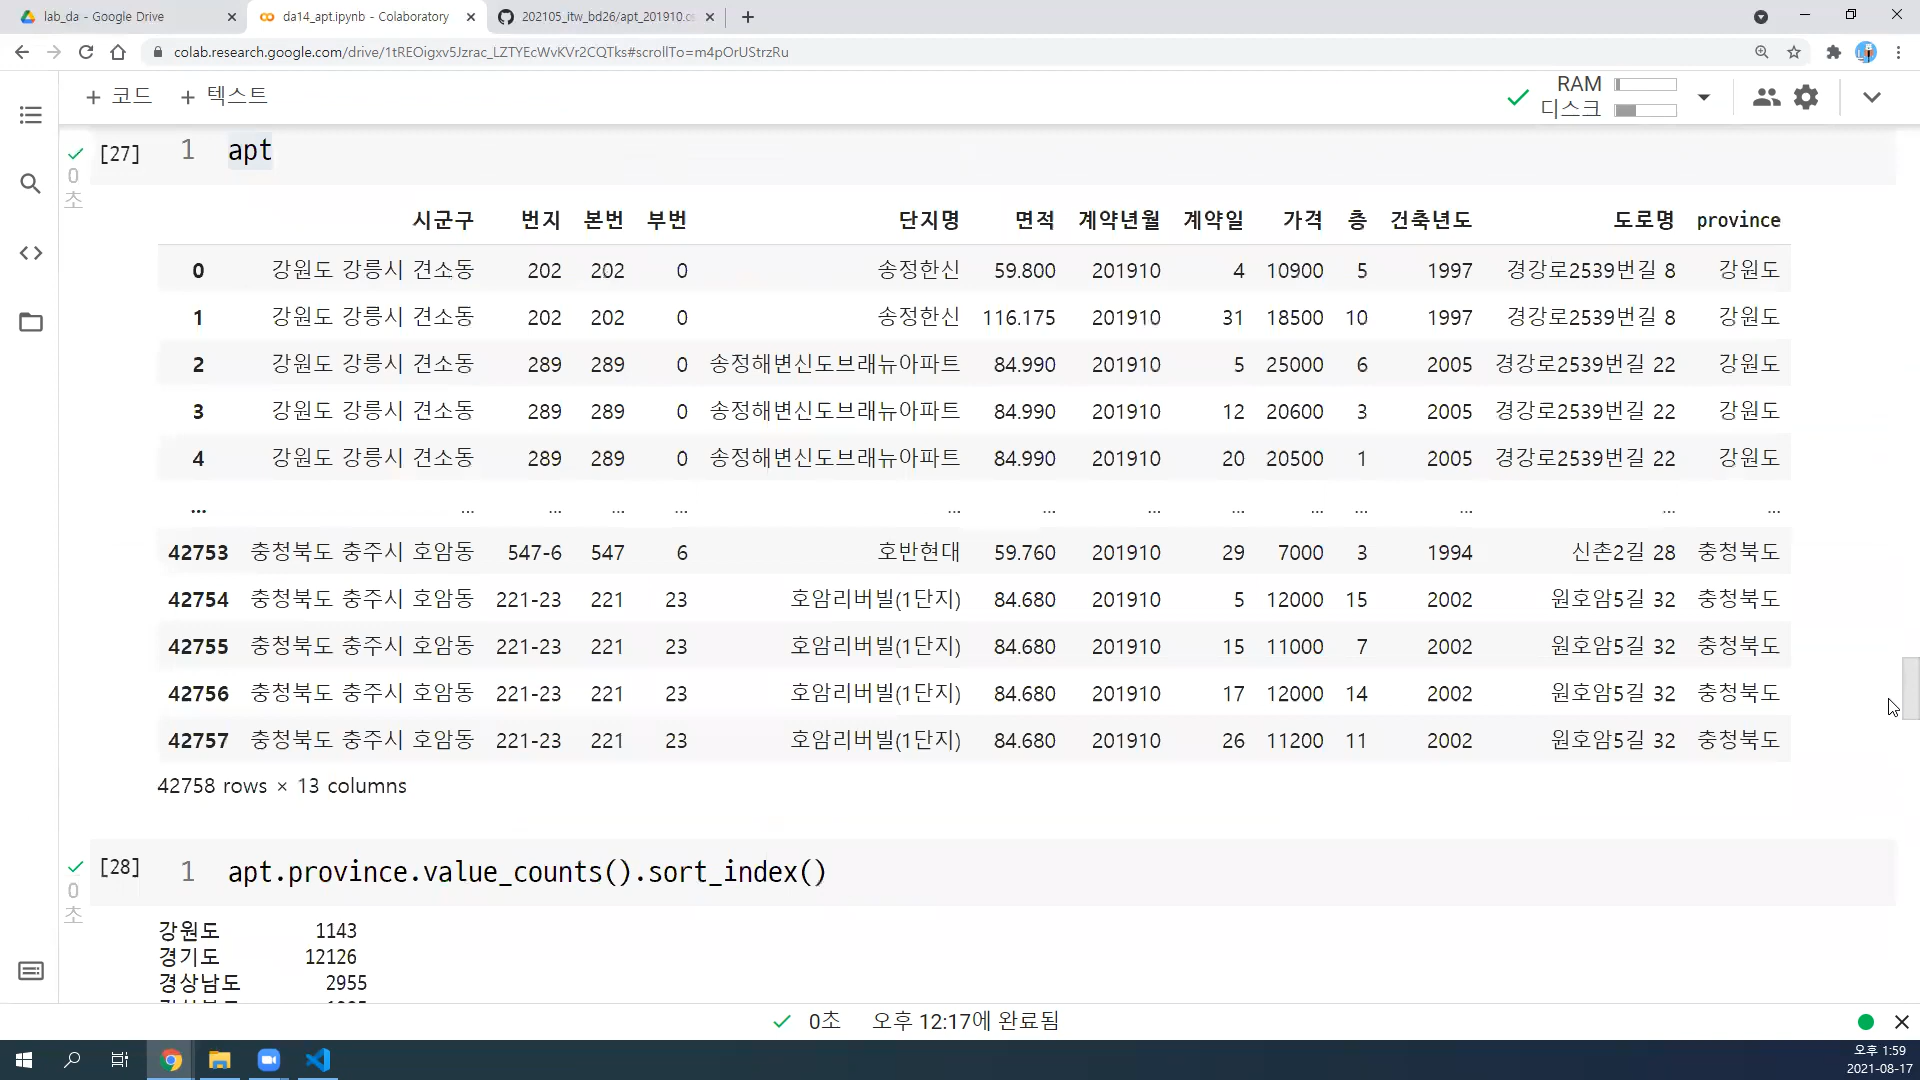 lab_da - Google Drive
da14_apt.ipynb - Colaboratory
202105_itw_bd26/apt_201910.cs
colab.research.google.com/drive/1tREOigxv5Jzrac_LZTYEcWvKVr2CQTks#scrollTo=m4pOrUStrzRu
+ 코드 + 텍스트
RAM
디스크
[27] 1 apt
0
초
시군구 번지 본번 부번 단지명 면적 계약년월 계약일 가격 층 건축년도 도로명 province
0 강원도 강릉시 견소동 202 202 0 송정한신 59.800 201910 4 10900 5 1997 경강로2539번길 8 강원도
1 강원도 강릉시 견소동 202 202 0 송정한신 116.175 201910 31 18500 10 1997 경강로2539번길 8 강원도
2 강원도 강릉시 견소동 289 289 0 송정해변신도브래뉴아파트 84.990 201910 5 25000 6 2005 경강로2539번길 22 강원도
3 강원도 강릉시 견소동 289 289 0 송정해변신도브래뉴아파트 84.990 201910 12 20600 3 2005 경강로2539번길 22 강원도
4 강원도 강릉시 견소동 289 289 0 송정해변신도브래뉴아파트 84.990 201910 20 20500 1 2005 경강로2539번길 22 강원도
... ... ... ... ... ... ... ... ... ... ... ... ... ...
42753 충청북도 충주시 호암동 547-6 547 6 호반현대 59.760 201910 29 7000 3 1994 신촌2길 28 충청북도
42754 충청북도 충주시 호암동 221-23 221 23 호암리버빌(1단지) 84.680 201910 5 12000 15 2002 원호암5길 32 충청북도
42755 충청북도 충주시 호암동 221-23 221 23 호암리버빌(1단지) 84.680 201910 15 11000 7 2002 원호암5길 32 충청북도
42756 충청북도 충주시 호암동 221-23 221 23 호암리버빌(1단지) 84.680 201910 17 12000 14 2002 원호암5길 32 충청북도
42757 충청북도 충주시 호암동 221-23 221 23 호암리버빌(1단지) 84.680 201910 26 11200 11 2002 원호암5길 32 충청북도
42758 rows × 13 columns
[28] 1 apt.province.value_counts().sort_index()
0
초
강원도 1143
경기도 12126
경상남도 2955
0초 오후 12:17에 완료됨
오후 1:59
2021-08-17